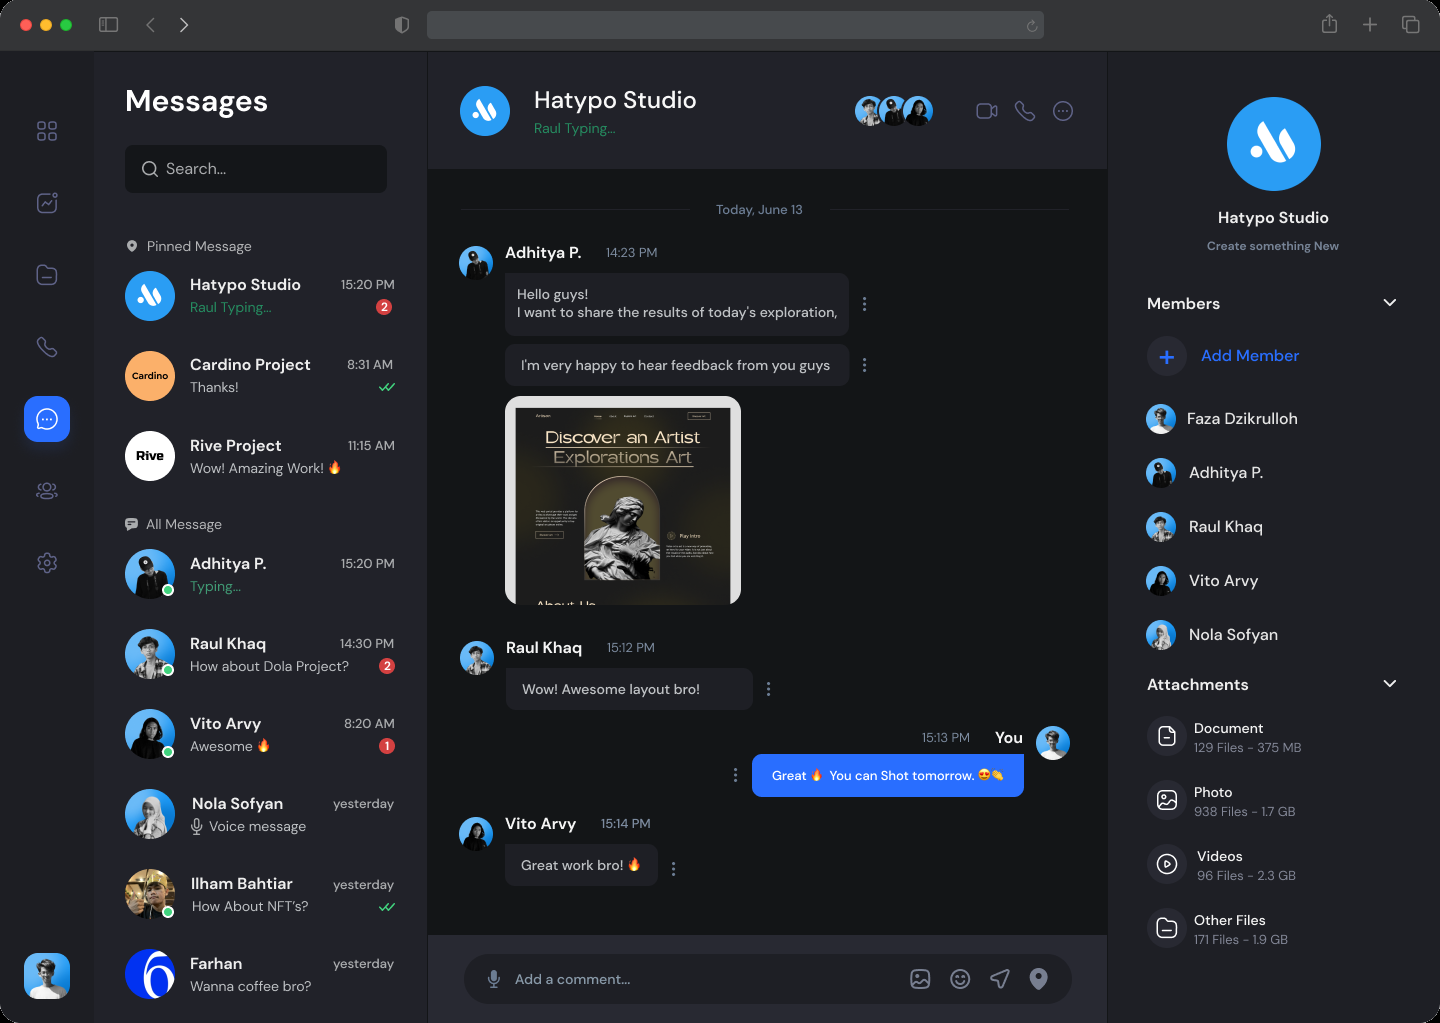 Messages
Search...
Pinned Message
Hatypo Studio
15:20 PM
Raul Typing...
2
Cardino
Cardino Project
8:31 AM
Thanks!
Rive
Rive Project
11:15 AM
Wow! Amazing Work! 🔥
All Message
Adhitya P.
15:20 PM
Typing...
Raul Khaq
14:30 PM
How about Dola Project?
2
Vito Arvy
8:20 AM
Awesome 🔥
1
Nola Sofyan
yesterday
Voice message
Ilham Bahtiar
yesterday
How About NFT's?
Farhan
yesterday
Wanna coffee bro?
Hatypo Studio
Raul Typing...
Today, June 13
Adhitya P.
14:23 PM
Hello guys!
I want to share the results of today's exploration,
I'm very happy to hear feedback from you guys
Discover an Artist
Explorations Art
Play Intro
About Us
Raul Khaq
15:12 PM
Wow! Awesome layout bro!
15:13 PM
You
Great 🔥 You can Shot tomorrow. 😍👏
Vito Arvy
15:14 PM
Great work bro! 🔥
Add a comment...
Hatypo Studio
Create something New
Members
Add Member
Faza Dzikrulloh
Adhitya P.
Raul Khaq
Vito Arvy
Nola Sofyan
Attachments
Document
129 Files - 375 MB
Photo
938 Files - 1.7 GB
Videos
96 Files - 2.3 GB
Other Files
171 Files - 1.9 GB